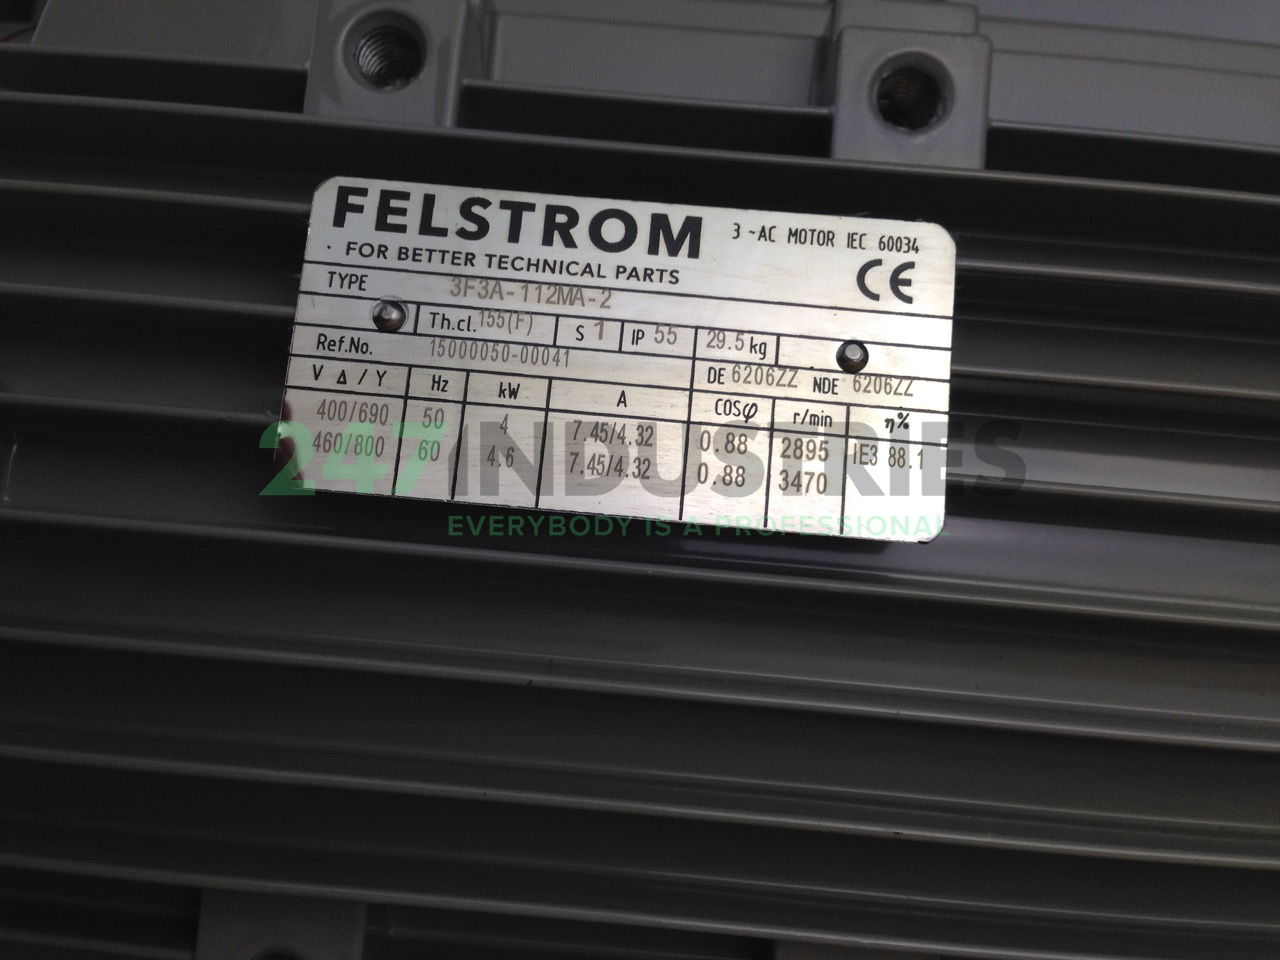 FELSTROM 3 ~AC MOTOR IEC 60034
· FOR BETTER TECHNICAL PARTS CE
TYPE 3F3A-112MA-2
Th.cl. 155(F) S 1 IP 55 29.5 kg
Ref.No. 15000050-00041 DE 6206ZZ NDE 6206ZZ
V Δ / Y Hz kW A COSφ r/min η%
400/690 50 4 7.45/4.32 0.88 2895 IE3 88.1
460/800 60 4.6 7.45/4.32 0.88 3470
247INDUSTRIES
EVERYBODY IS A PROFESSIONAL